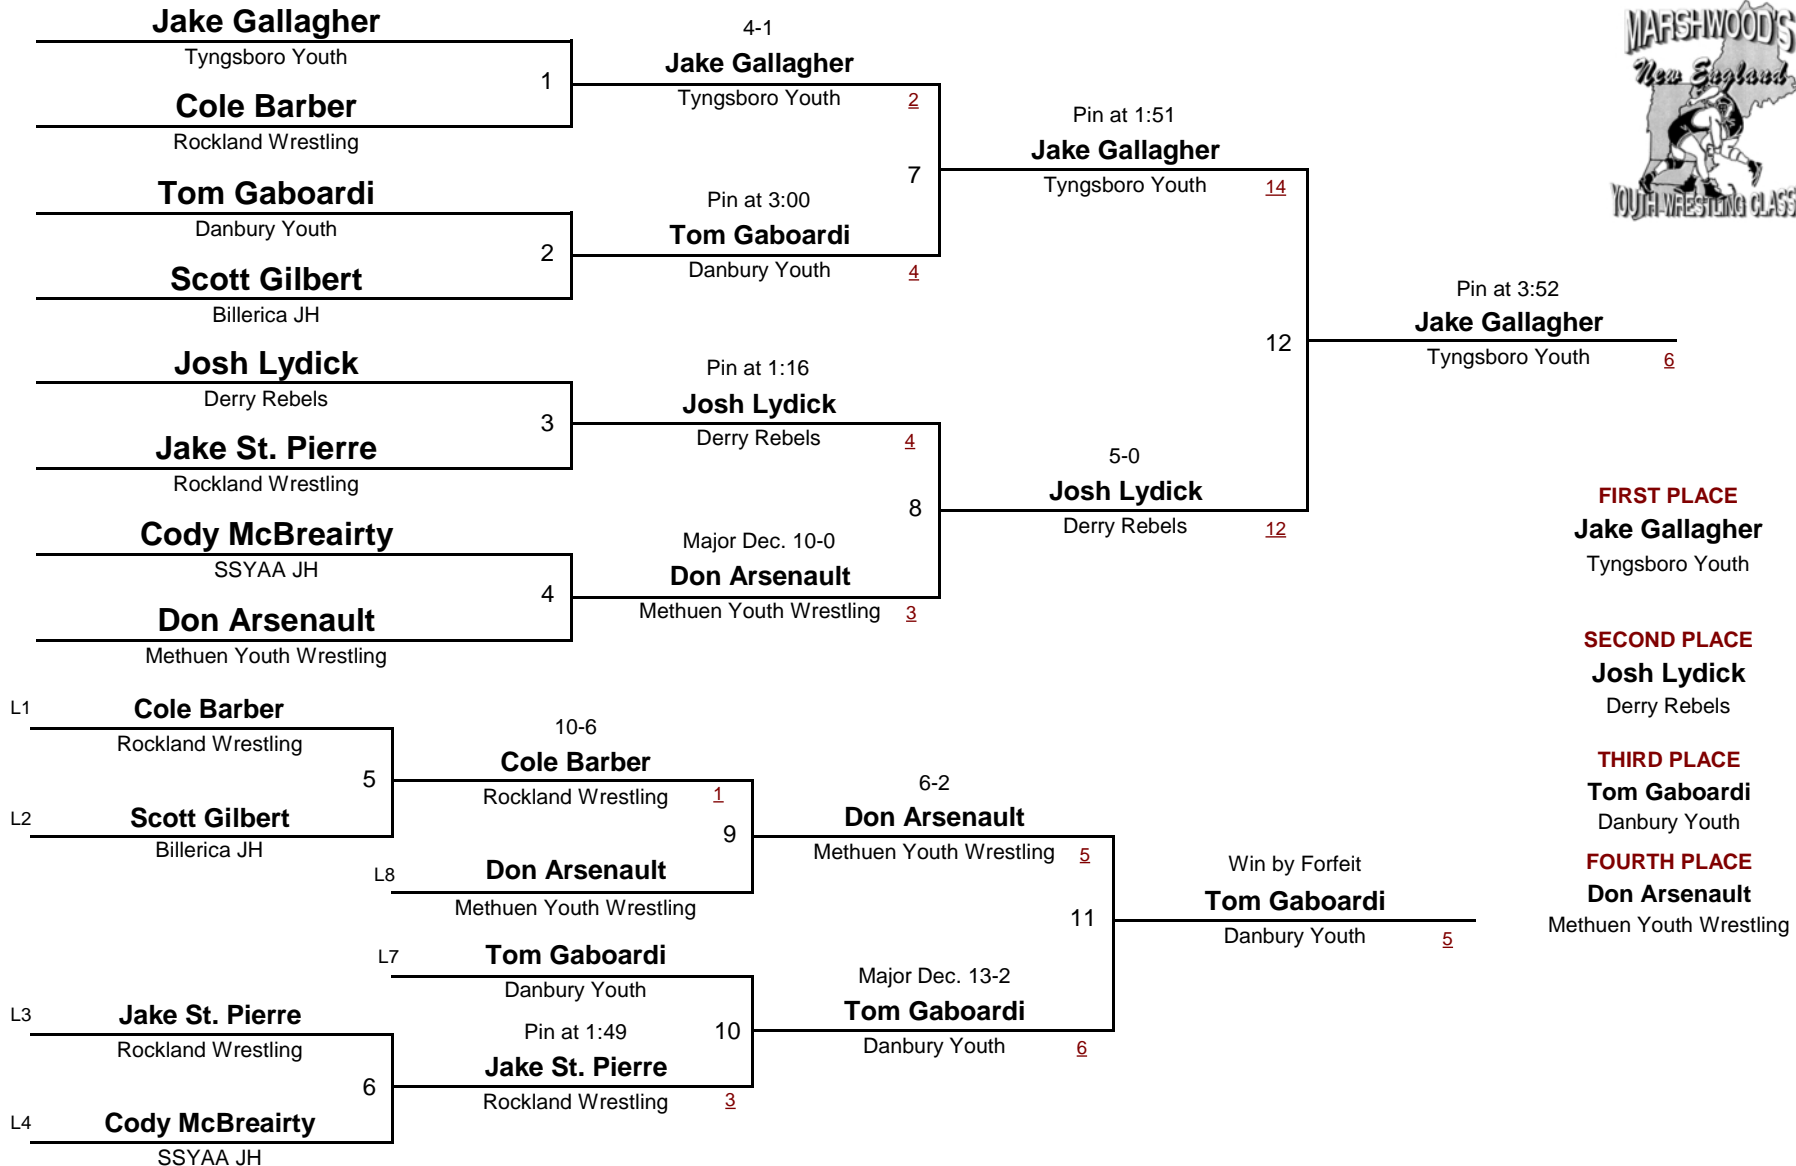 Jake Gallagher
Tyngsboro Youth
1
Cole Barber
Rockland Wrestling
Tom Gaboardi
Danbury Youth
2
Scott Gilbert
Billerica JH
Josh Lydick
Derry Rebels
3
Jake St. Pierre
Rockland Wrestling
Cody McBreairty
SSYAA JH
4
Don Arsenault
Methuen Youth Wrestling
4-1
Jake Gallagher
Tyngsboro Youth 2
7
Pin at 3:00
Tom Gaboardi
Danbury Youth 4
Pin at 1:16
Josh Lydick
Derry Rebels 4
8
Major Dec. 10-0
Don Arsenault
Methuen Youth Wrestling 3
Pin at 1:51
Jake Gallagher
Tyngsboro Youth 14
12
5-0
Josh Lydick
Derry Rebels 12
Pin at 3:52
Jake Gallagher
Tyngsboro Youth 6
MARSHWOOD'S
New England
YOUTH WRESTLING CLASS
FIRST PLACE
Jake Gallagher
Tyngsboro Youth
SECOND PLACE
Josh Lydick
Derry Rebels
THIRD PLACE
Tom Gaboardi
Danbury Youth
FOURTH PLACE
Don Arsenault
Methuen Youth Wrestling
L1 Cole Barber
Rockland Wrestling
5
L2 Scott Gilbert
Billerica JH
10-6
Cole Barber
Rockland Wrestling 1
9
L8 Don Arsenault
Methuen Youth Wrestling
L7 Tom Gaboardi
Danbury Youth
10
Pin at 1:49
Jake St. Pierre
Rockland Wrestling 3
L3 Jake St. Pierre
Rockland Wrestling
6
L4 Cody McBreairty
SSYAA JH
6-2
Don Arsenault
Methuen Youth Wrestling 5
11
Major Dec. 13-2
Tom Gaboardi
Danbury Youth 6
Win by Forfeit
Tom Gaboardi
Danbury Youth 5